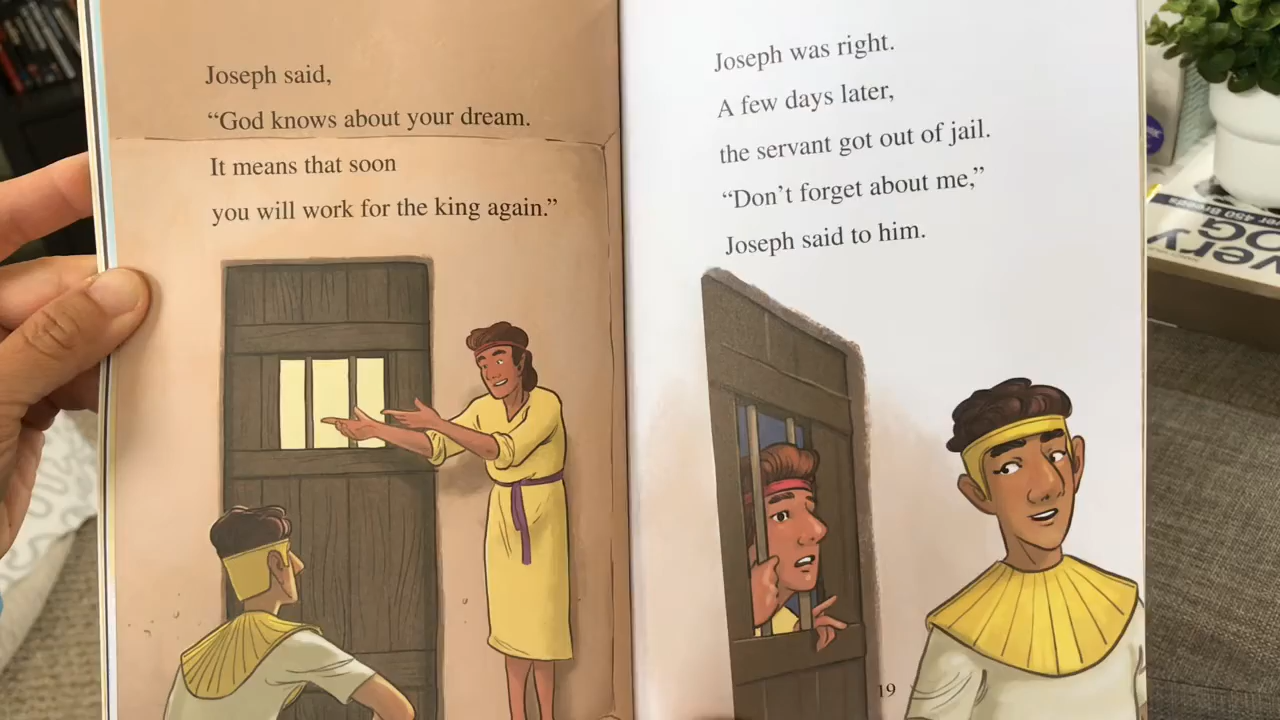 Joseph said,
“God knows about your dream.
It means that soon
you will work for the king again.”
Joseph was right.
A few days later,
the servant got out of jail.
“Don’t forget about me,”
Joseph said to him.
19